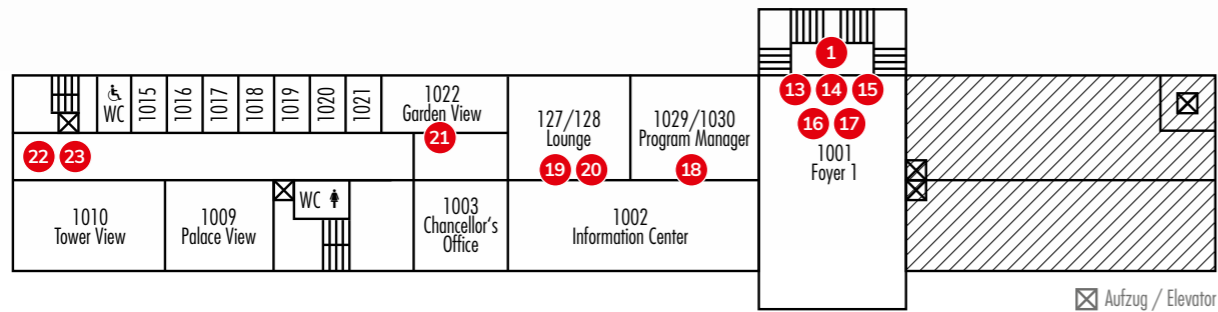 1
13 14 15
16 17
1001
Foyer 1
WC
1015
1016
1017
1018
1019
1020
1021
1022
Garden View
21
127/128
Lounge
19 20
1029/1030
Program Manager
18
22 23
1010
Tower View
1009
Palace View
WC
1003
Chancellor's
Office
1002
Information Center
Aufzug / Elevator